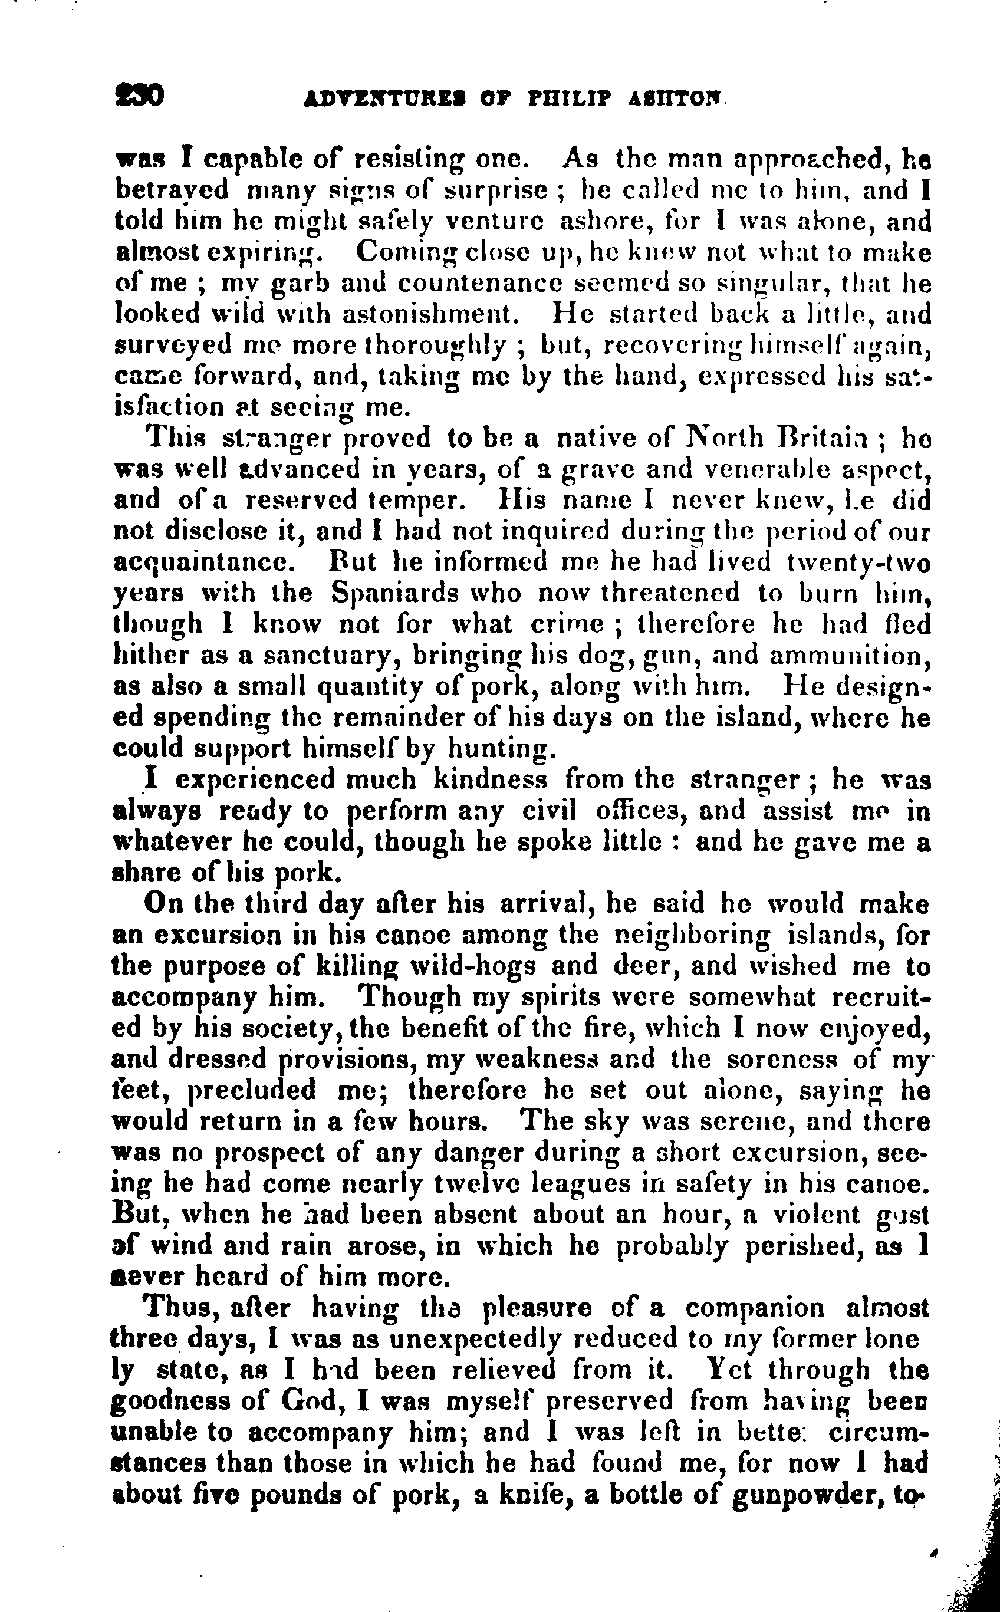 230 ADVENTURES OF PHILIP ASHTON.
was I capable of resisting one. As the man approached, he
betrayed many signs of surprise ; he called me to him, and I
told him he might safely venture ashore, for I was alone, and
almost expiring. Coming close up, he knew not what to make
of me ; my garb and countenance seemed so singular, that he
looked wild with astonishment. He started back a little, and
surveyed me more thoroughly ; but, recovering himself again,
came forward, and, taking me by the hand, expressed his sat-
isfaction at seeing me.
This stranger proved to be a native of North Britain ; he
was well advanced in years, of a grave and venerable aspect,
and of a reserved temper. His name I never knew, he did
not disclose it, and I had not inquired during the period of our
acquaintance. But he informed me he had lived twenty-two
years with the Spaniards who now threatened to burn him,
though I know not for what crime ; therefore he had fled
hither as a sanctuary, bringing his dog, gun, and ammunition,
as also a small quantity of pork, along with him. He design-
ed spending the remainder of his days on the island, where he
could support himself by hunting.
I experienced much kindness from the stranger ; he was
always ready to perform any civil offices, and assist me in
whatever he could, though he spoke little : and he gave me a
share of his pork.
On the third day after his arrival, he said he would make
an excursion in his canoe among the neighboring islands, for
the purpose of killing wild-hogs and deer, and wished me to
accompany him. Though my spirits were somewhat recruit-
ed by his society, the benefit of the fire, which I now enjoyed,
and dressed provisions, my weakness and the soreness of my
feet, precluded me; therefore he set out alone, saying he
would return in a few hours. The sky was serene, and there
was no prospect of any danger during a short excursion, see-
ing he had come nearly twelve leagues in safety in his canoe.
But, when he had been absent about an hour, a violent gust
of wind and rain arose, in which he probably perished, as I
never heard of him more.
Thus, after having the pleasure of a companion almost
three days, I was as unexpectedly reduced to my former lone
ly state, as I had been relieved from it. Yet through the
goodness of God, I was myself preserved from having been
unable to accompany him; and I was left in better circum-
stances than those in which he had found me, for now I had
about five pounds of pork, a knife, a bottle of gunpowder, to-